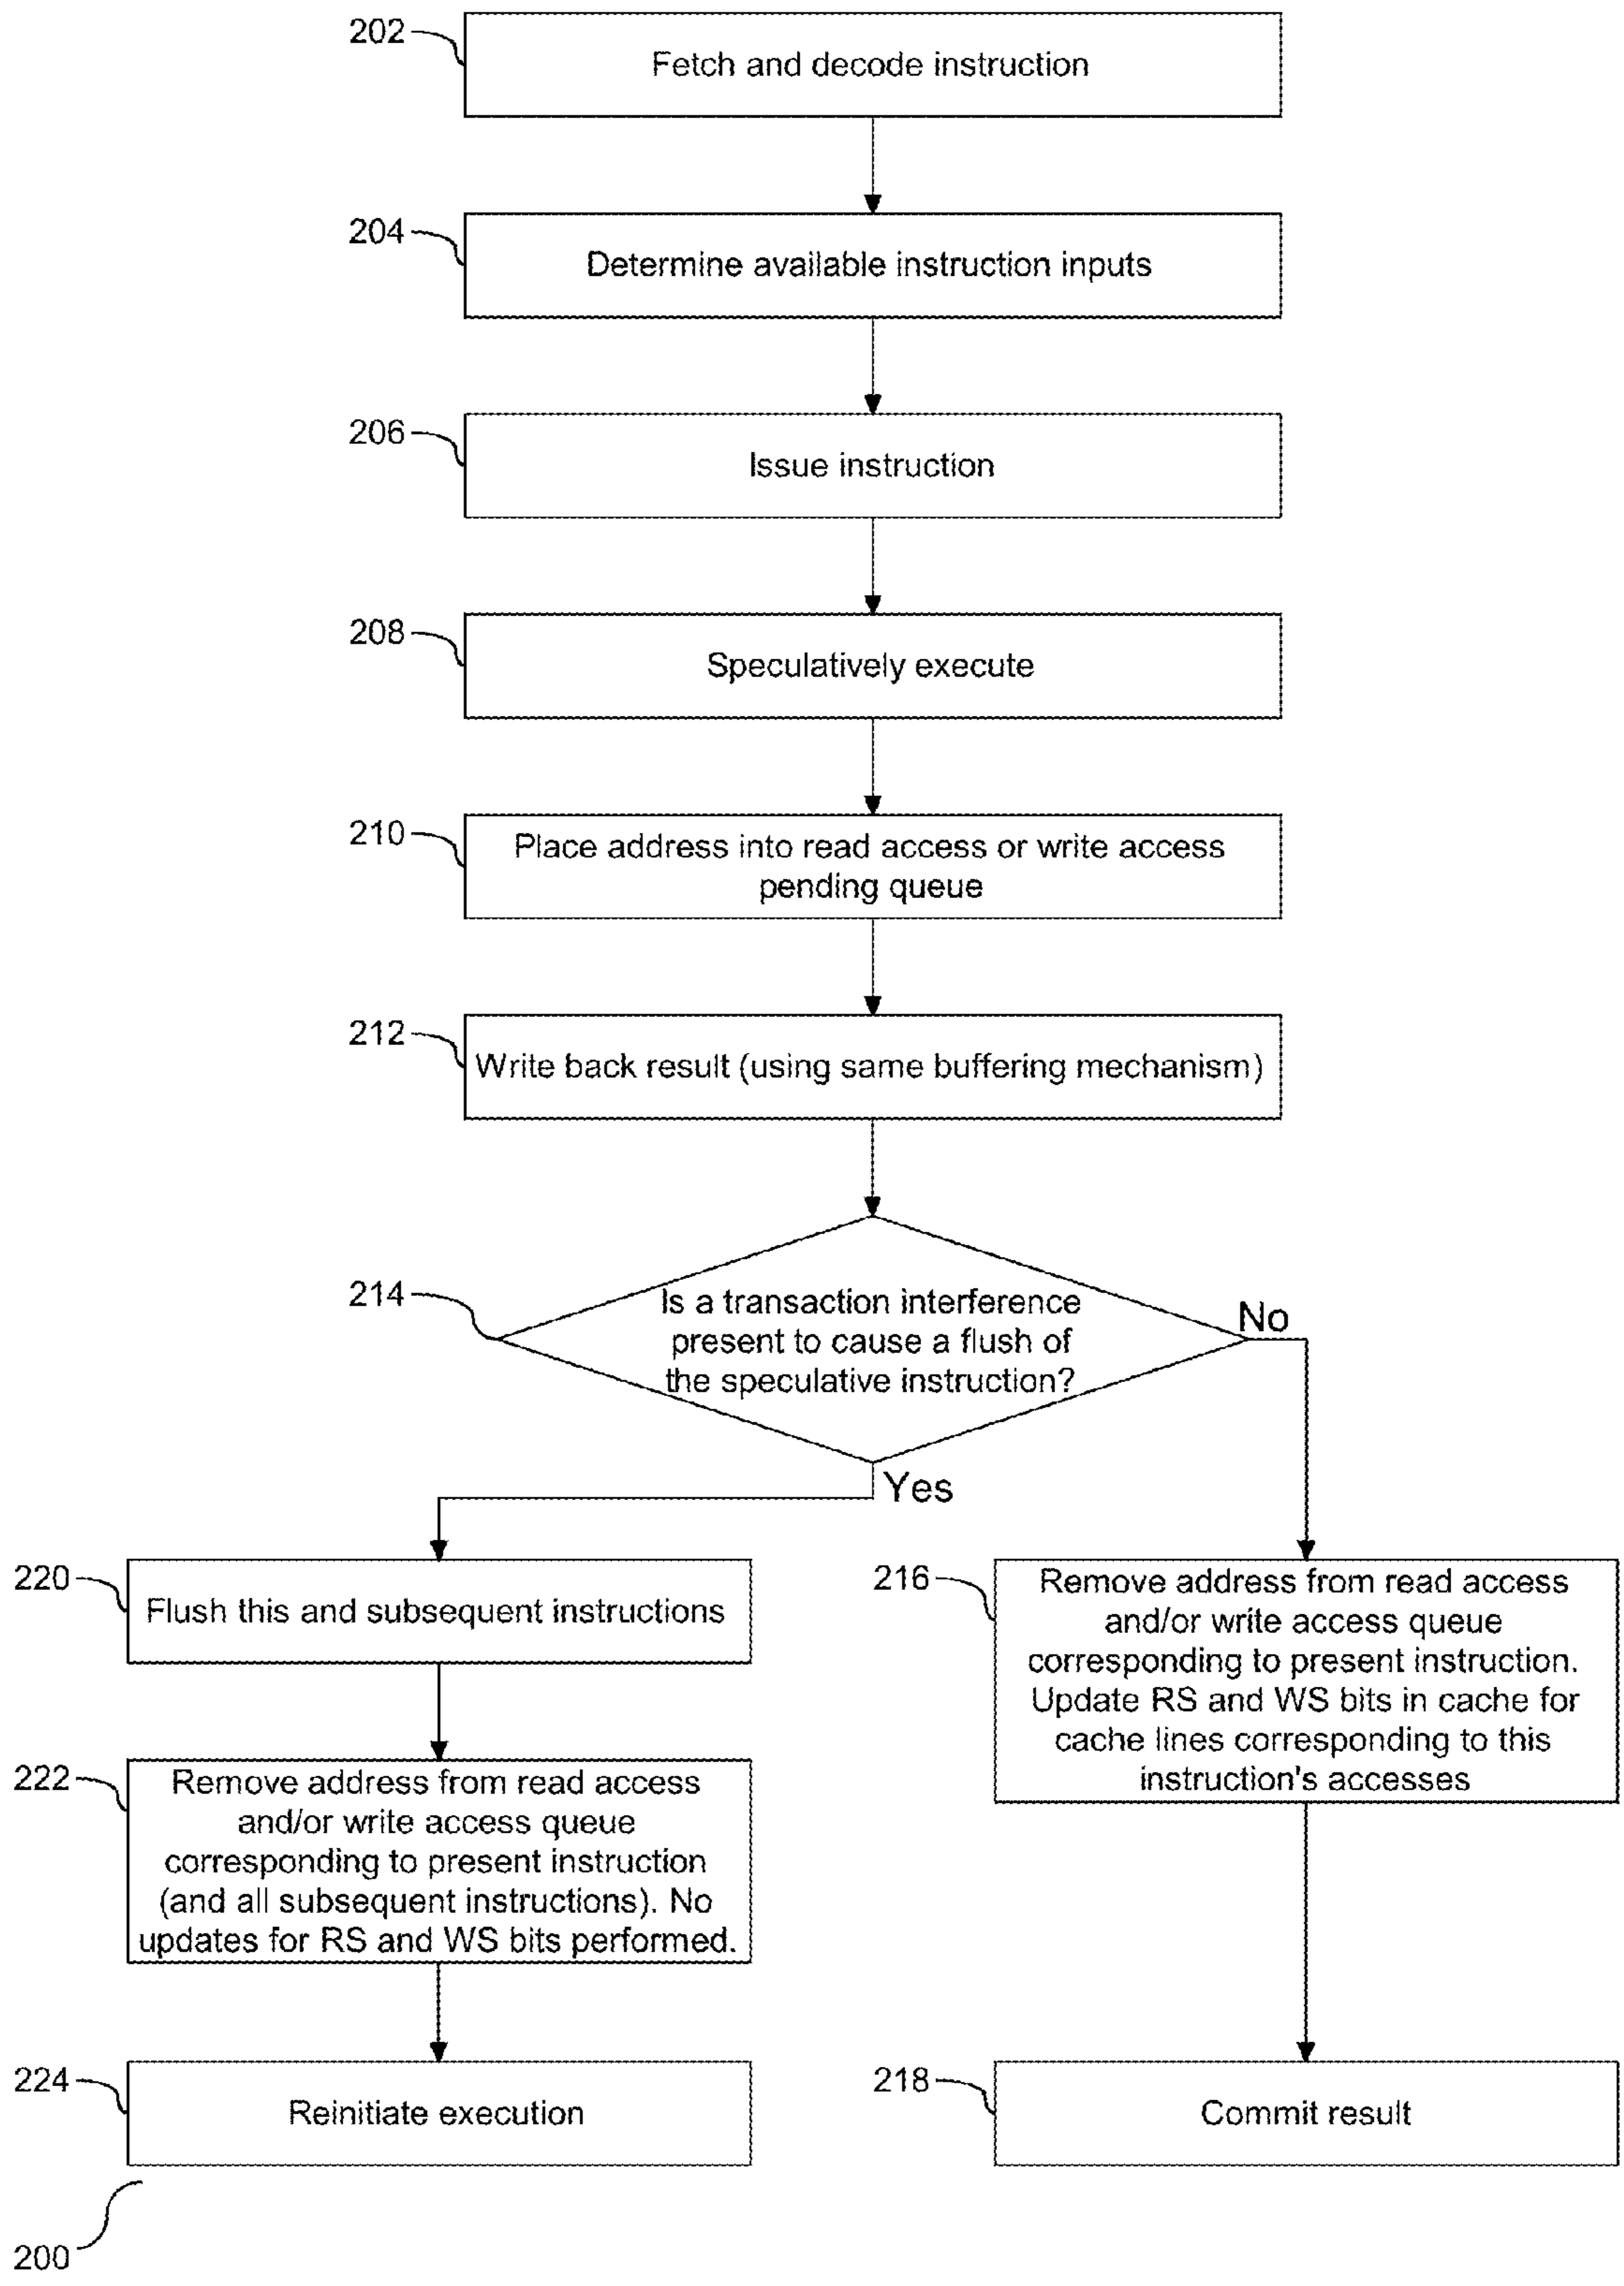 202
Fetch and decode instruction
204
Determine available instruction inputs
206
Issue instruction
208
Speculatively execute
210
Place address into read access or write access
pending queue
212
Write back result (using same buffering mechanism)
214
Is a transaction interference
present to cause a flush of
the speculative instruction?
No
Yes
220
Flush this and subsequent instructions
216
Remove address from read access
and/or write access queue
corresponding to present instruction.
Update RS and WS bits in cache for
cache lines corresponding to this
instruction's accesses
222
Remove address from read access
and/or write access queue
corresponding to present instruction
(and all subsequent instructions). No
updates for RS and WS bits performed.
224
Reinitiate execution
218
Commit result
200